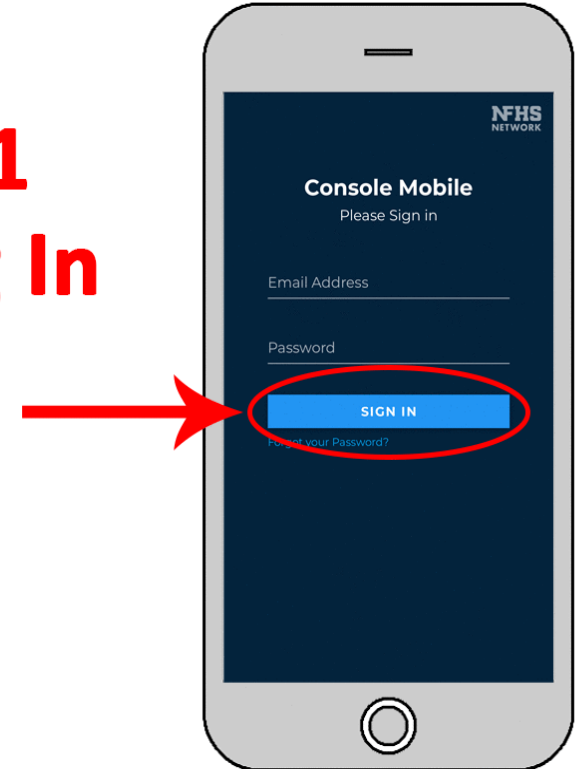 1
In
NFHS
NETWORK
Console Mobile
Please Sign in
Email Address
Password
SIGN IN
Forgot your Password?